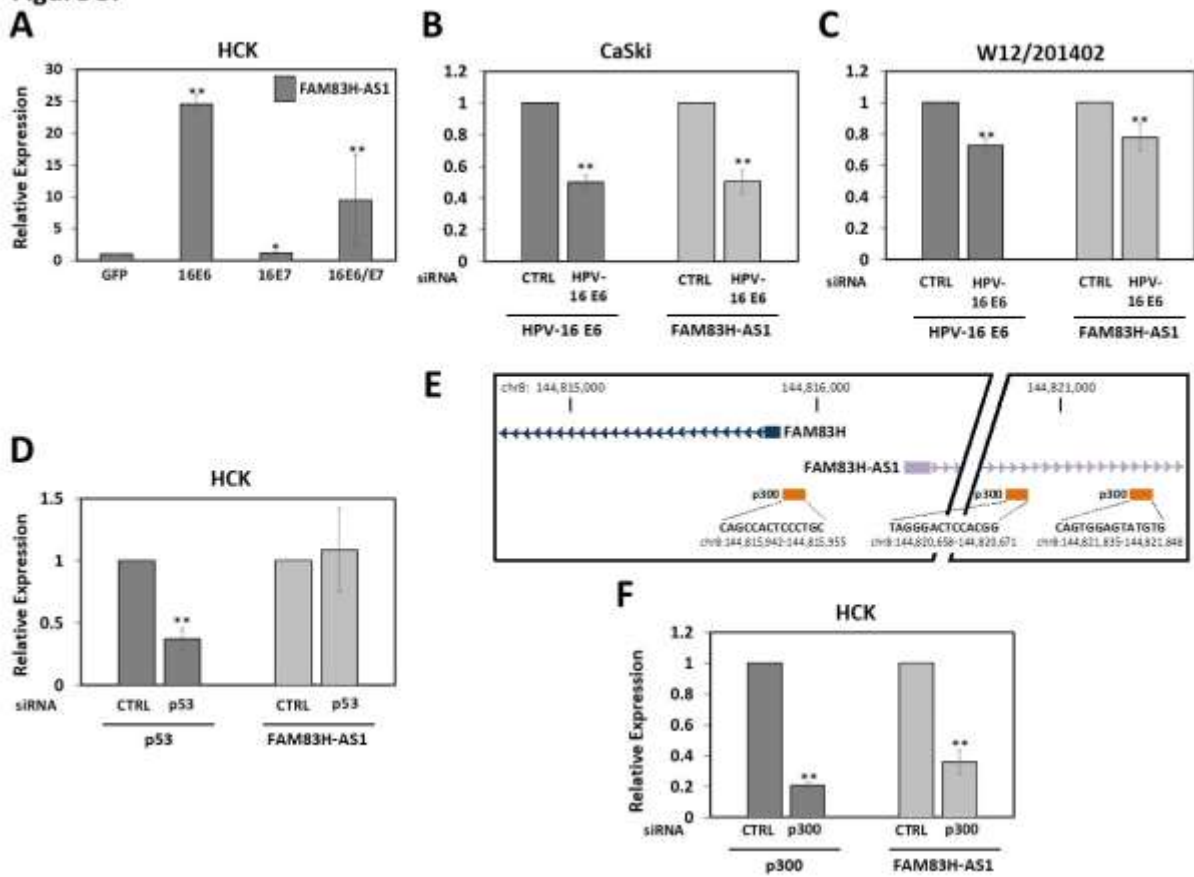 A
HCK
Relative Expression
30
25
20
15
10
5
0
FAM83H-AS1
**
*
**
GFP 16E6 16E7 16E6/E7
B
CaSki
1.2
1
0.8
0.6
0.4
0.2
0
**
**
siRNA CTRL HPV-16 E6 CTRL HPV-16 E6
HPV-16 E6 FAM83H-AS1
C
W12/201402
1.2
1
0.8
0.6
0.4
0.2
0
**
**
siRNA CTRL HPV-16 E6 CTRL HPV-16 E6
HPV-16 E6 FAM83H-AS1
D
HCK
Relative Expression
1.5
1
0.5
0
**
siRNA CTRL p53 CTRL p53
p53 FAM83H-AS1
E
chr8: 144,815,000 144,816,000 144,821,000
FAM83H
FAM83H-AS1
p300 p300 p300
CAGCCACTCCCTGC TAGGGACTCCACGG CAGTGGAGTATGTG
chr8:144,815,942-144,815,955 chr8:144,820,658-144,820,671 chr8:144,821,835-144,821,848
F
HCK
Relative Expression
1.2
1
0.8
0.6
0.4
0.2
0
**
**
siRNA CTRL p300 CTRL p300
p300 FAM83H-AS1